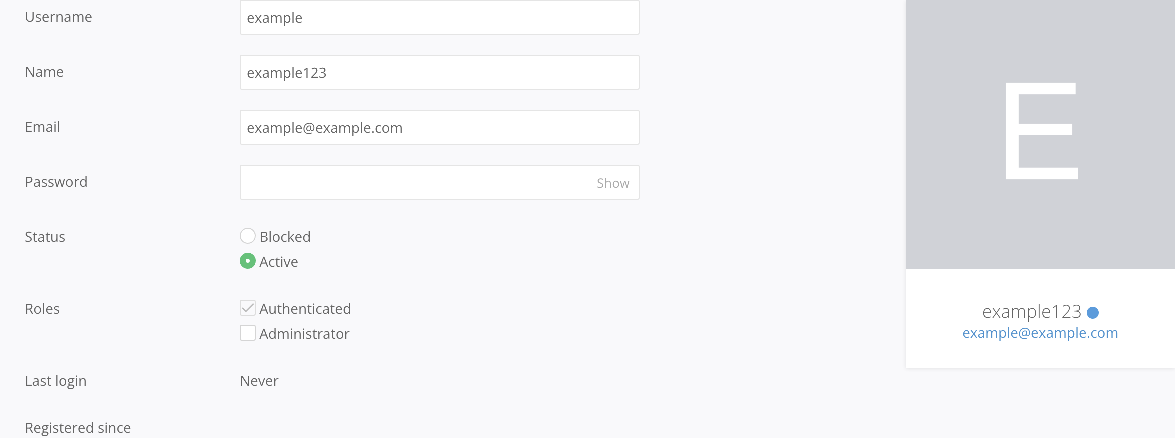 Username
example
Name
example123
Email
example@example.com
Password
Show
Status
Blocked
Active
Roles
Authenticated
Administrator
Last login
Never
Registered since
E
example123
example@example.com